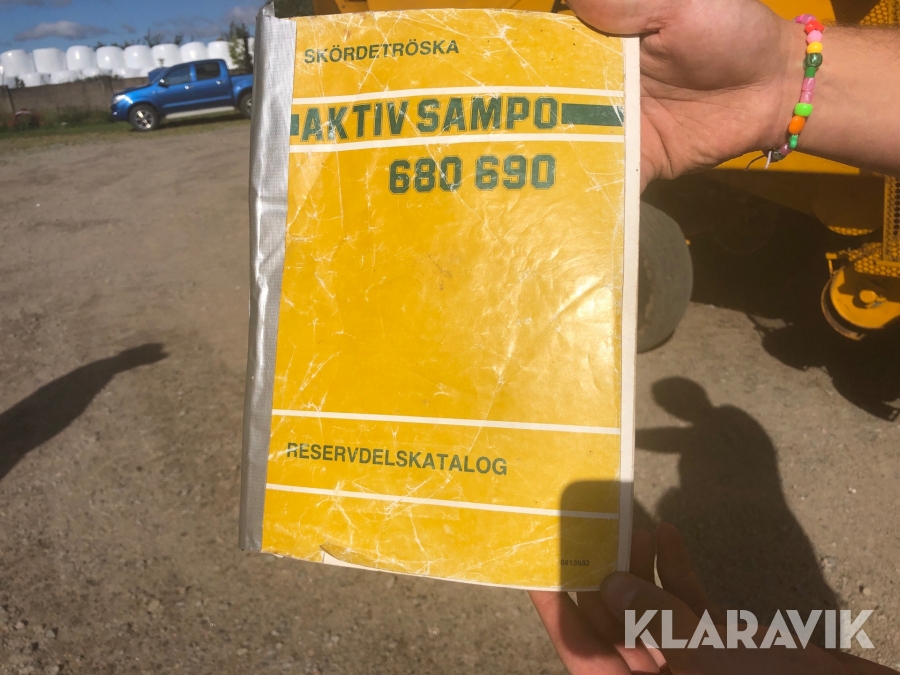 SKÖRDETRÖSKA
AKTIV SAMPO
680 690
RESERVDELSKATALOG
KLARAVIK